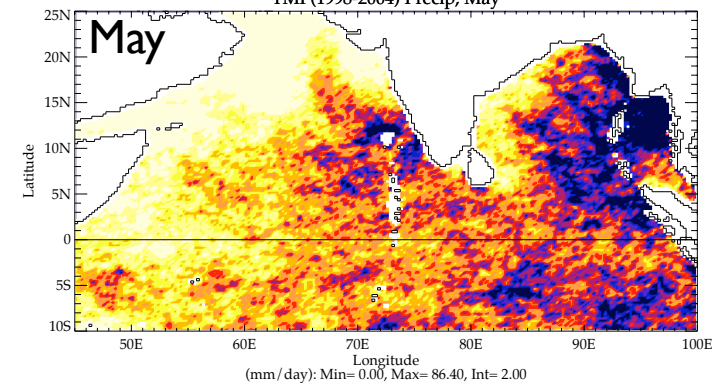 TMI (1998-2004) Precip, May
May
25N
20N
15N
10N
5N
0
5S
10S
Latitude
50E 60E 70E 80E 90E 100E
Longitude
(mm/day): Min= 0.00, Max= 86.40, Int= 2.00